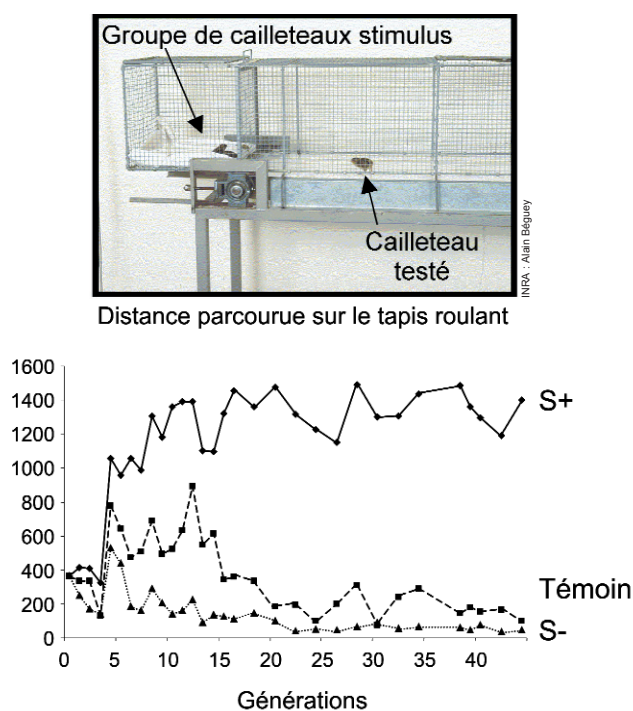 Groupe de cailleteaux stimulus
Cailleteau
testé
INRA : Alain Béguey
Distance parcourue sur le tapis roulant
1600
1400
1200
1000
800
600
400
200
0
0 5 10 15 20 25 30 35 40
S+
Témoin
S-
Générations